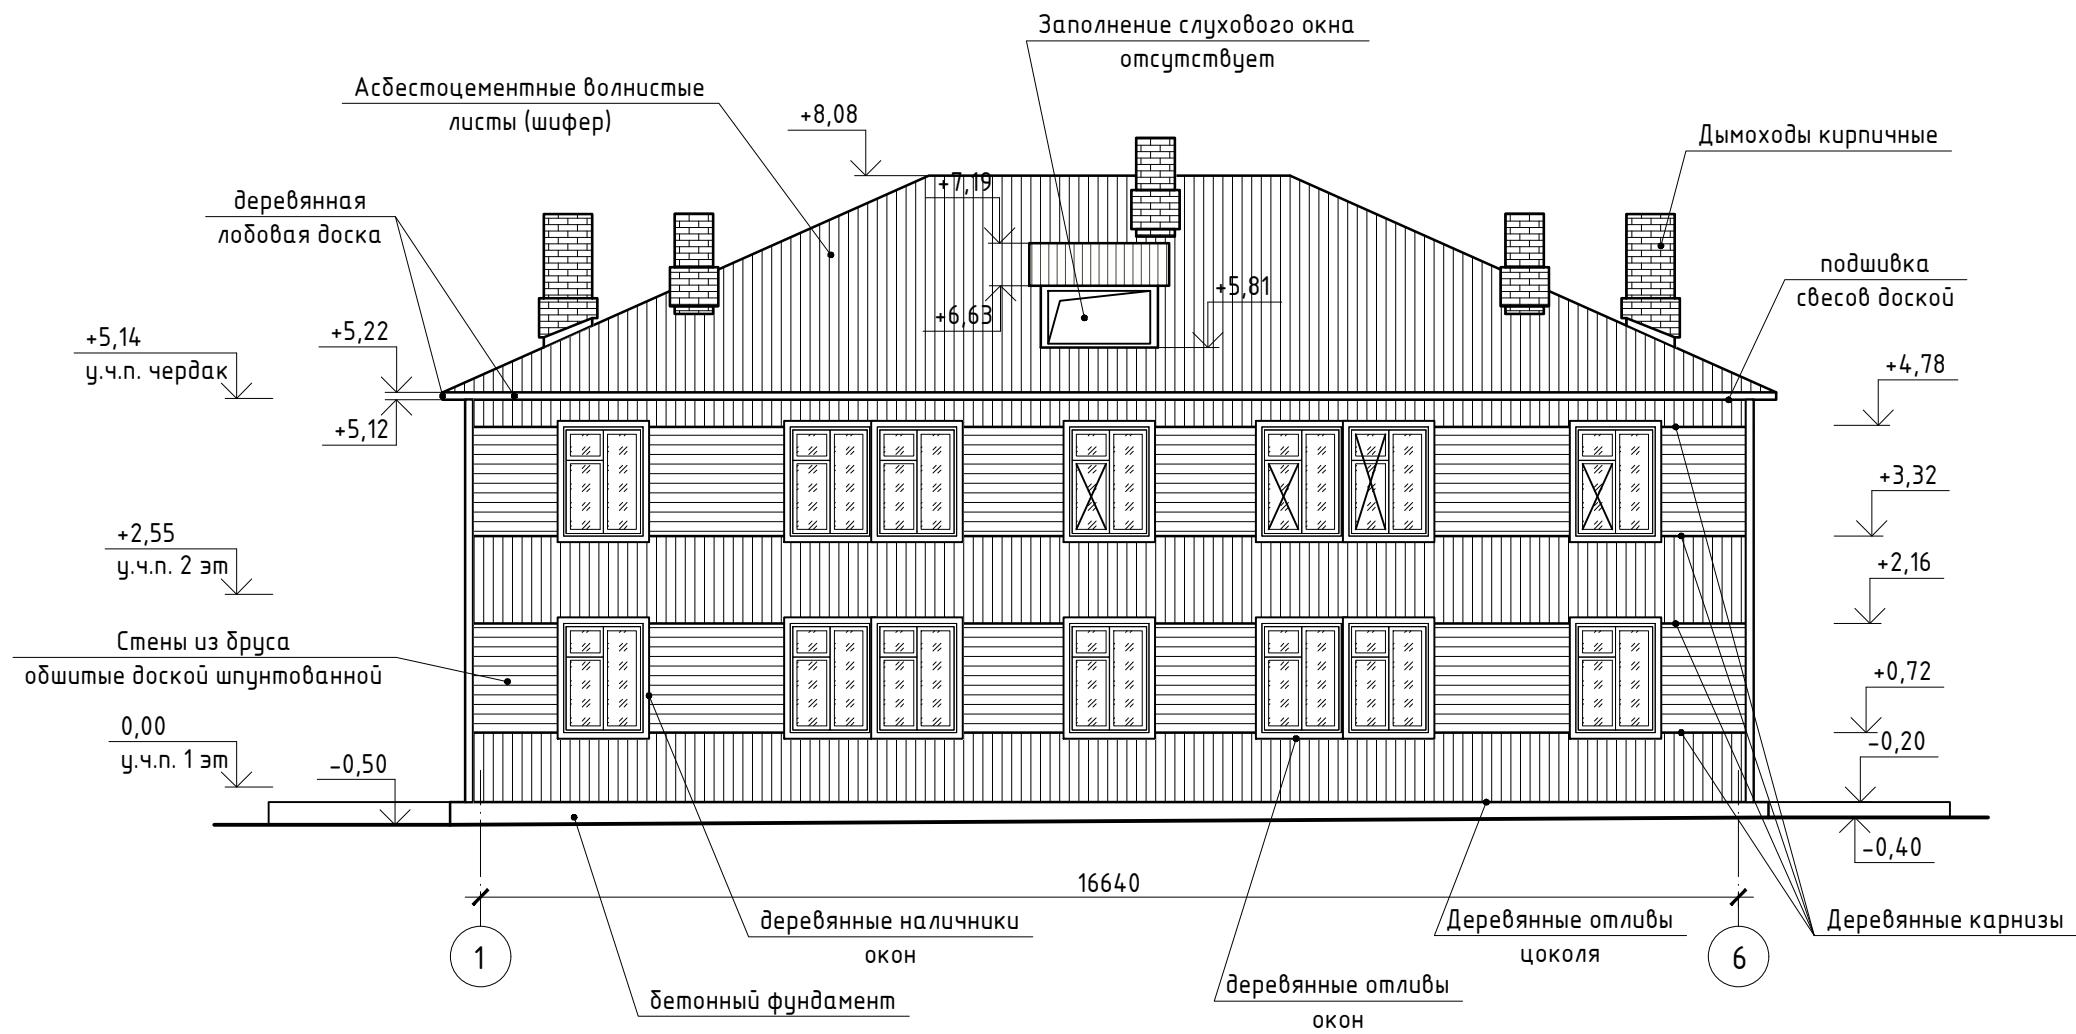 Заполнение слухового окна
отсутствует
Асбестоцементные волнистые
листы (шифер)
+8,08
Дымоходы кирпичные
+7,19
деревянная
лобовая доска
подшивка
свесов доской
+5,81
+6,63
+5,14
у.ч.п. чердак
+5,22
+4,78
+5,12
+3,32
+2,55
у.ч.п. 2 эт
+2,16
Стены из бруса
обшитые доской шпунтованной
+0,72
0,00
у.ч.п. 1 эт
-0,50
-0,20
-0,40
16640
1
6
деревянные наличники
окон
Деревянные отливы
цоколя
Деревянные карнизы
бетонный фундамент
деревянные отливы
окон